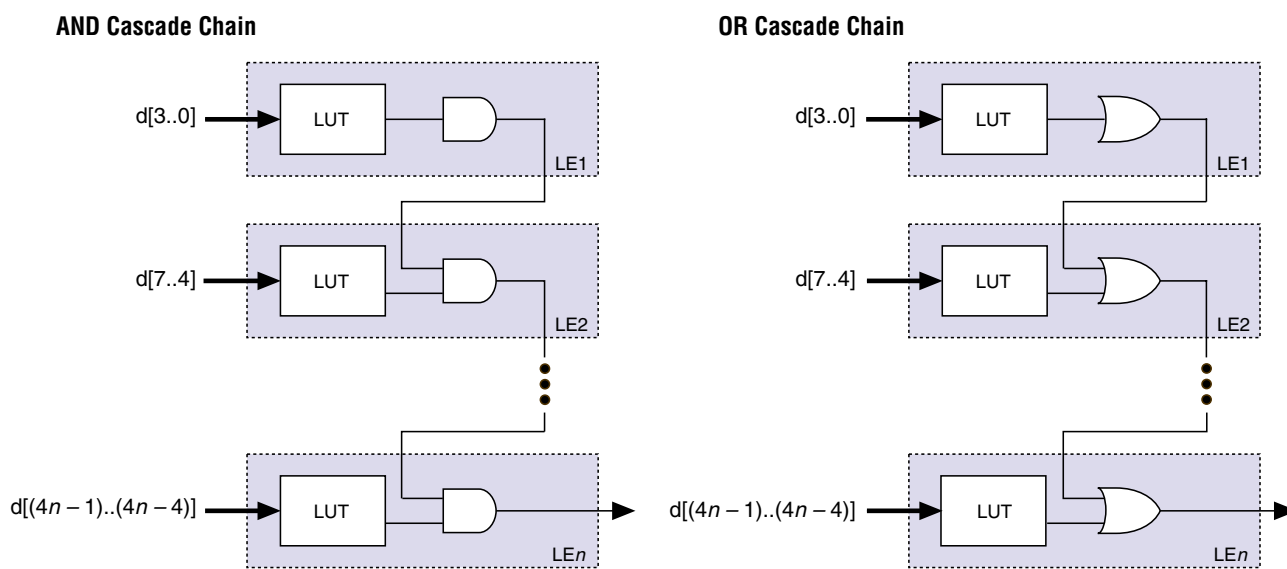 AND Cascade Chain
d[3..0]
LUT
LE1
d[7..4]
LUT
LE2
d[(4n – 1)..(4n – 4)]
LUT
LEn
OR Cascade Chain
d[3..0]
LUT
LE1
d[7..4]
LUT
LE2
d[(4n – 1)..(4n – 4)]
LUT
LEn